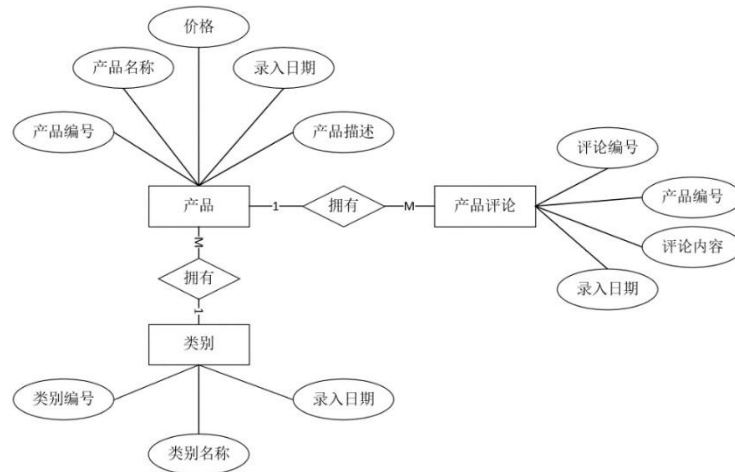 价格
产品名称
录入日期
产品编号
产品描述
评论编号
产品编号
产品
1
拥有
M
产品评论
评论内容
M
拥有
录入日期
1
类别
类别编号
录入日期
类别名称